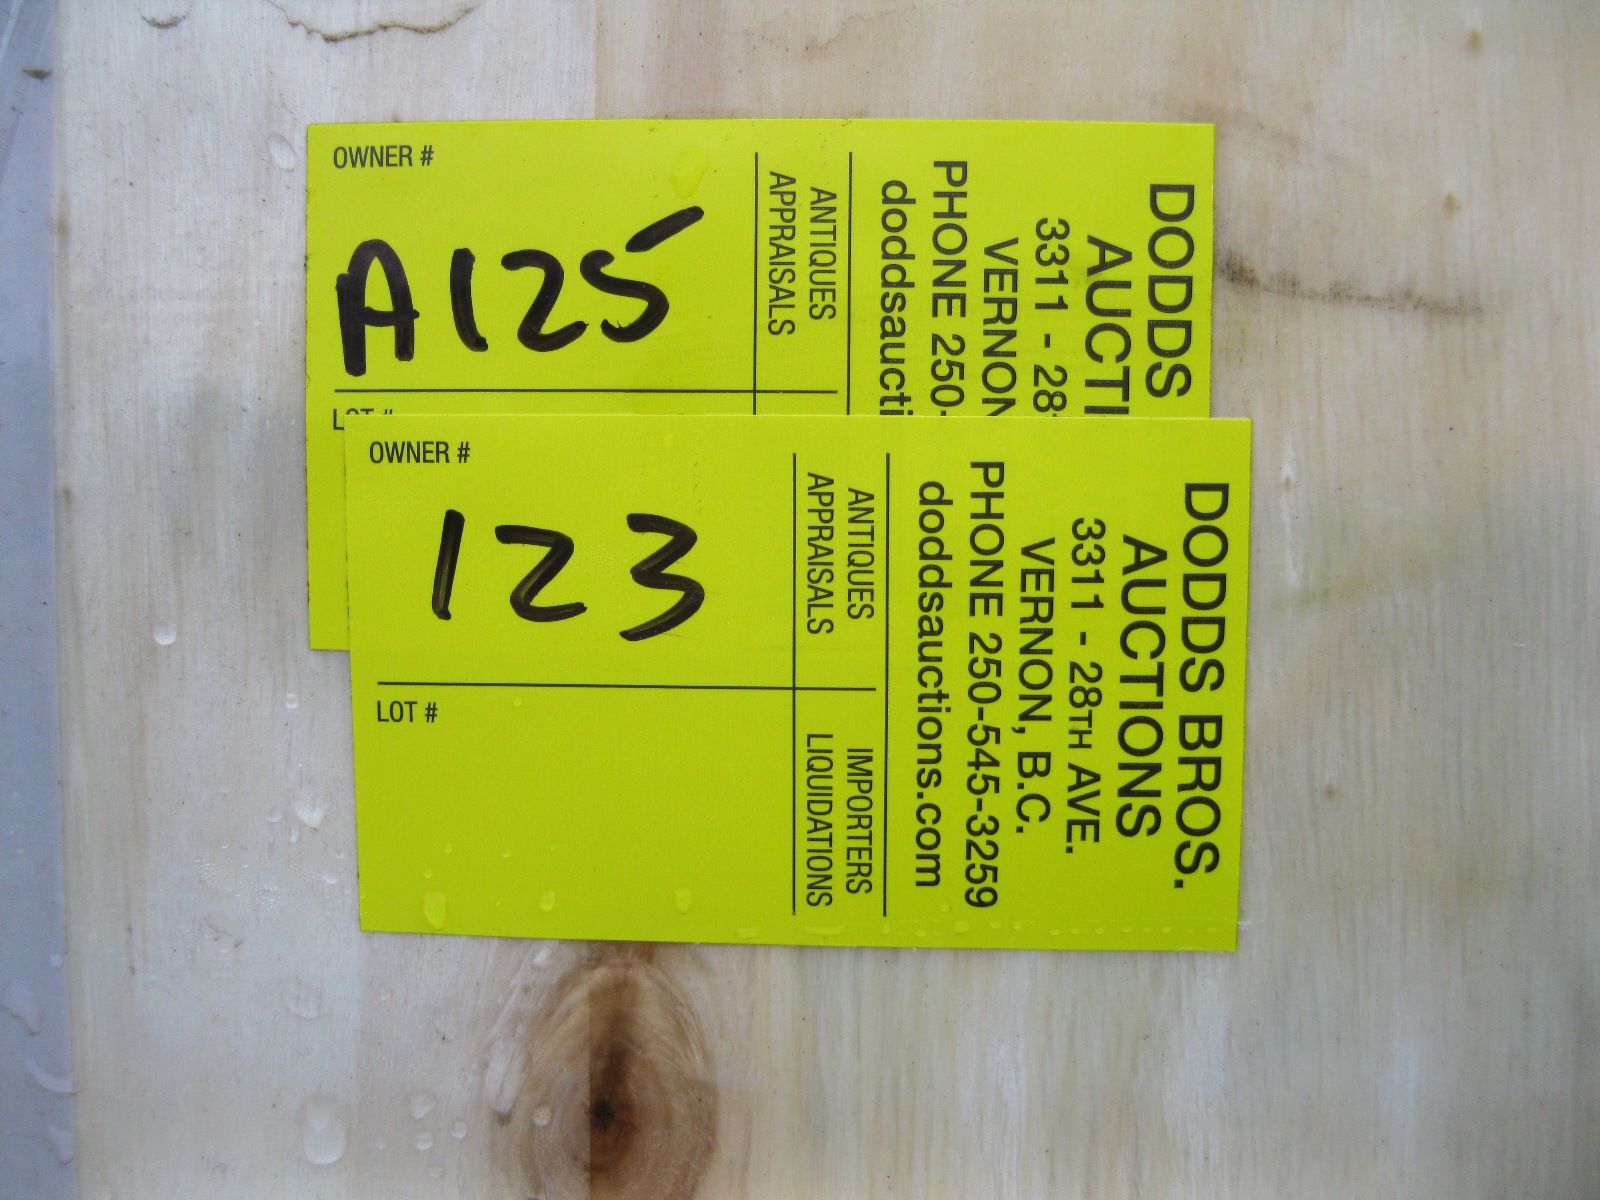 OWNER #
A125
LOT #
ANTIQUES
APPRAISALS
DODDS
AUCTI
3311 - 28
VERNON
PHONE 250-
doddsaucti
OWNER #
123
LOT #
ANTIQUES
APPRAISALS
IMPORTERS
LIQUIDATIONS
DODDS BROS.
AUCTIONS
3311 - 28TH AVE.
VERNON, B.C.
PHONE 250-545-3259
doddsauctions.com